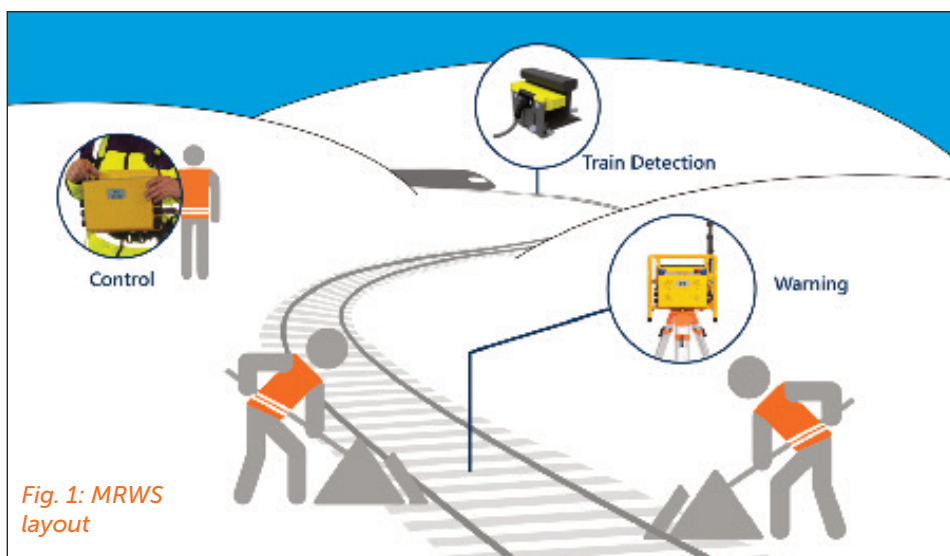 Train Detection
Control
Warning
Fig. 1: MRWS
layout